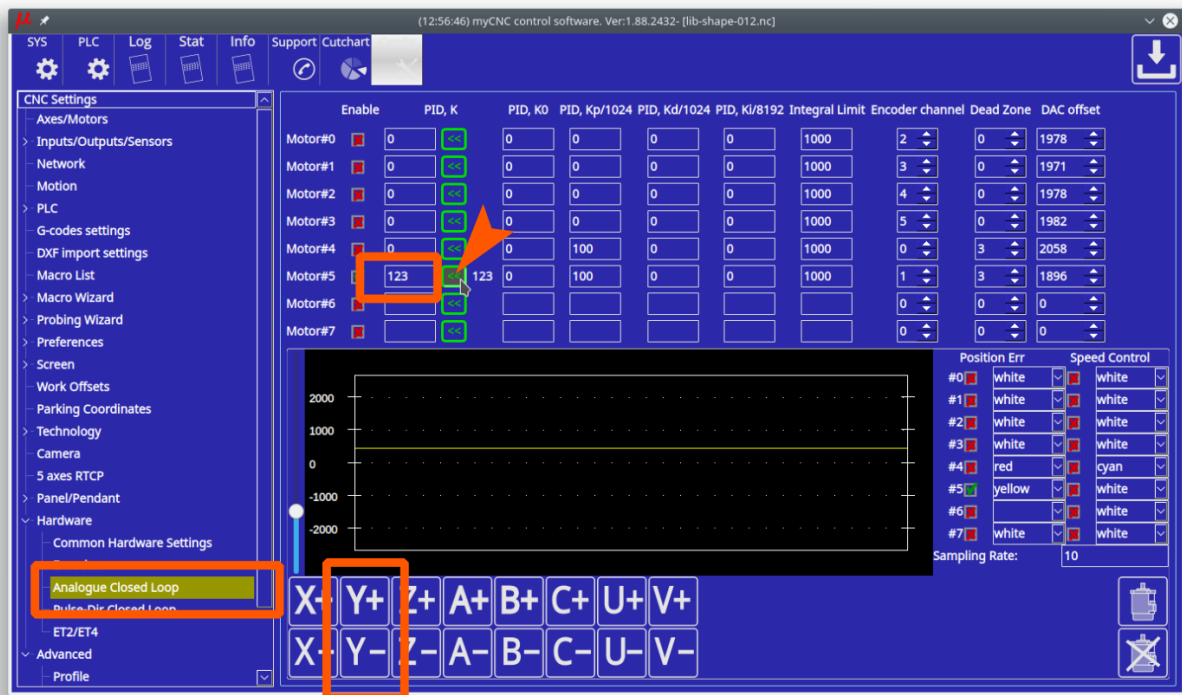 (12:56:46) myCNC control software. Ver:1.88.2432- [lib-shape-012.nc]
SYS PLC Log Stat Info Support Cutchart
CNC Settings
Axes/Motors
Inputs/Outputs/Sensors
Network
Motion
PLC
G-codes settings
DXF import settings
Macro List
Macro Wizard
Probing Wizard
Preferences
Screen
Work Offsets
Parking Coordinates
Technology
Camera
5 axes RTCP
Panel/Pendant
Hardware
Common Hardware Settings
Analogue Closed Loop
Pulse-Dir Closed Loop
ET2/ET4
Advanced
Profile
Enable PID, K PID, K0 PID, Kp/1024 PID, Kd/1024 PID, Ki/8192 Integral Limit Encoder channel Dead Zone DAC offset
Motor#0 0 << 0 0 0 0 1000 2 0 1978
Motor#1 0 << 0 0 0 0 1000 3 0 1971
Motor#2 0 << 0 0 0 0 1000 4 0 1978
Motor#3 0 << 0 0 0 0 1000 5 0 1982
Motor#4 0 << 0 100 0 0 1000 0 3 2058
Motor#5 123 << 123 0 100 0 0 1000 1 3 1896
Motor#6 << 0 0 0
Motor#7 << 0 0 0
2000
1000
0
-1000
-2000
Position Err Speed Control
#0 white white
#1 white white
#2 white white
#3 white white
#4 red cyan
#5 yellow white
#6 white
#7 white white
Sampling Rate: 10
X+ Y+ Z+ A+ B+ C+ U+ V+
X- Y- Z- A- B- C- U- V-